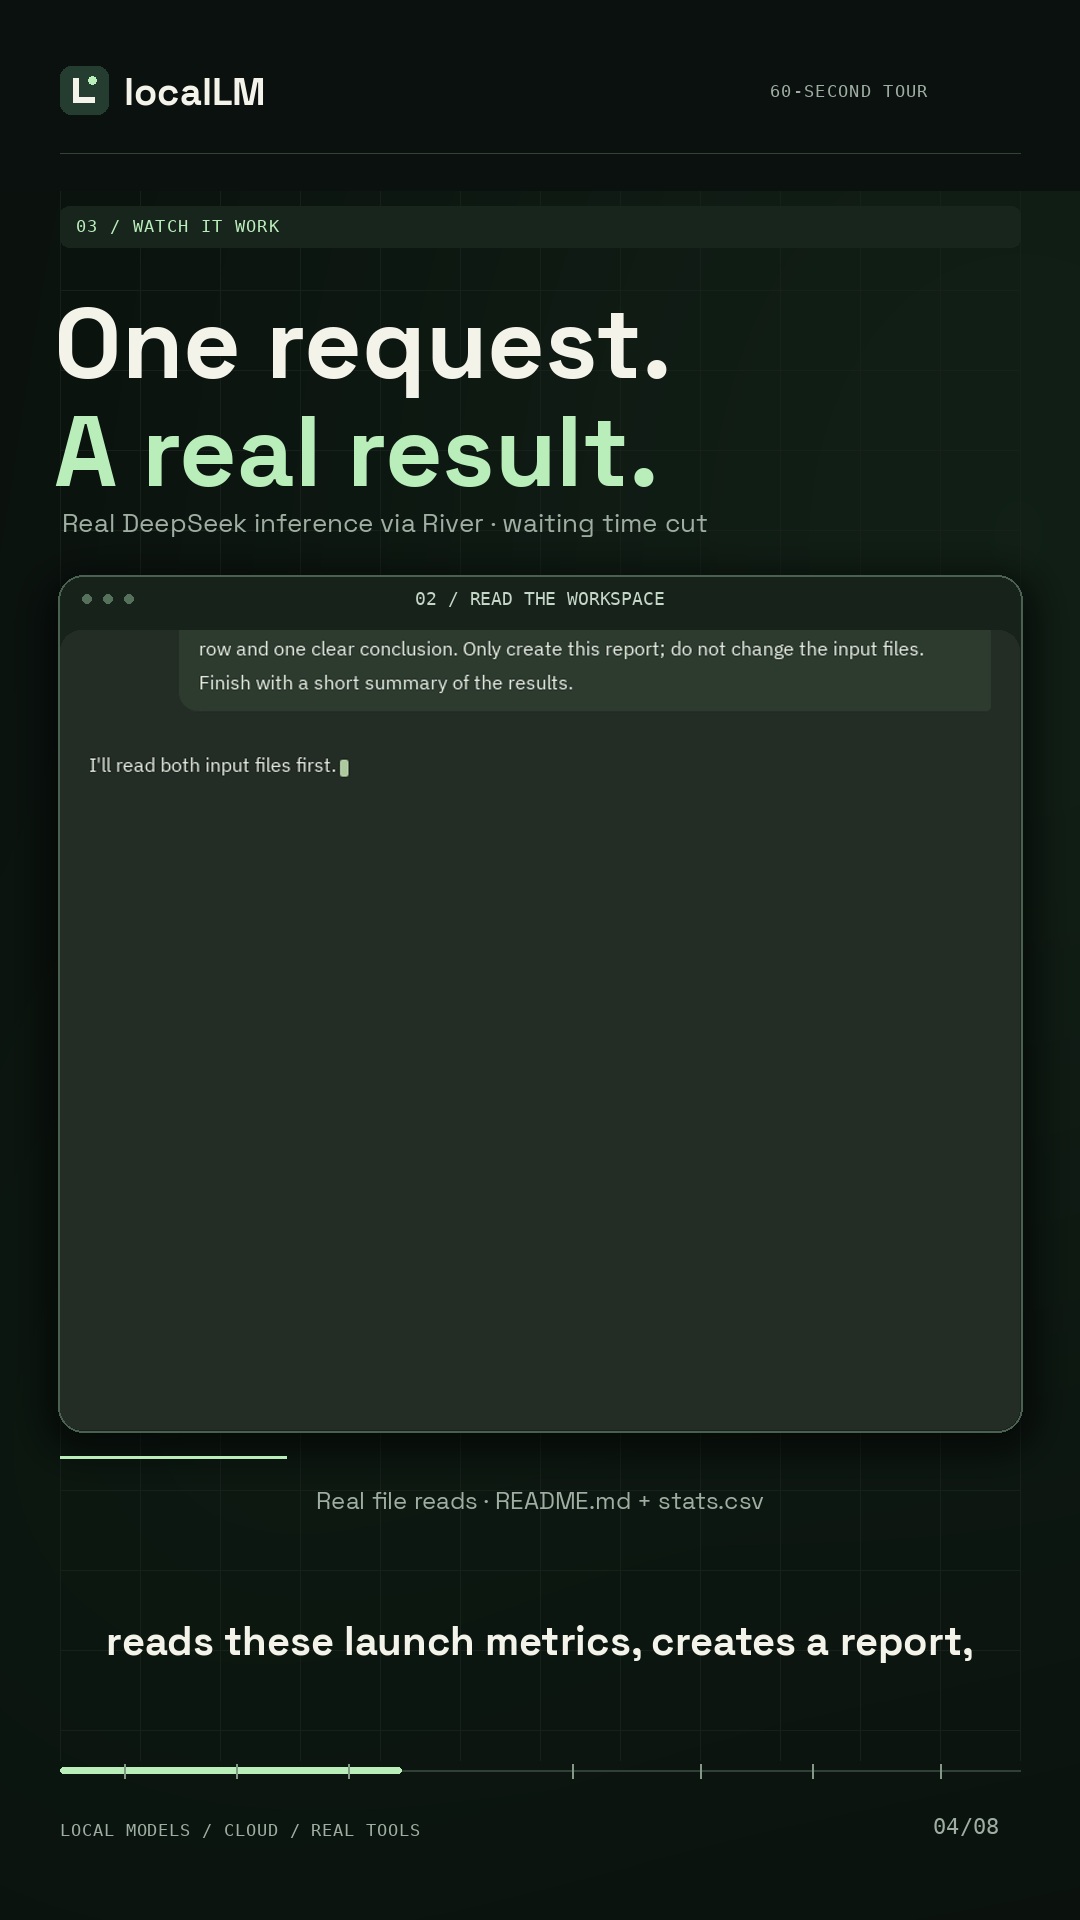 localLM
60-SECOND TOUR
03 / WATCH IT WORK
One request.
A real result.
Real DeepSeek inference via River · waiting time cut
02 / READ THE WORKSPACE
row and one clear conclusion. Only create this report; do not change the input files.
Finish with a short summary of the results.
I'll read both input files first.
Real file reads · README.md + stats.csv
reads these launch metrics, creates a report,
LOCAL MODELS / CLOUD / REAL TOOLS
04/08